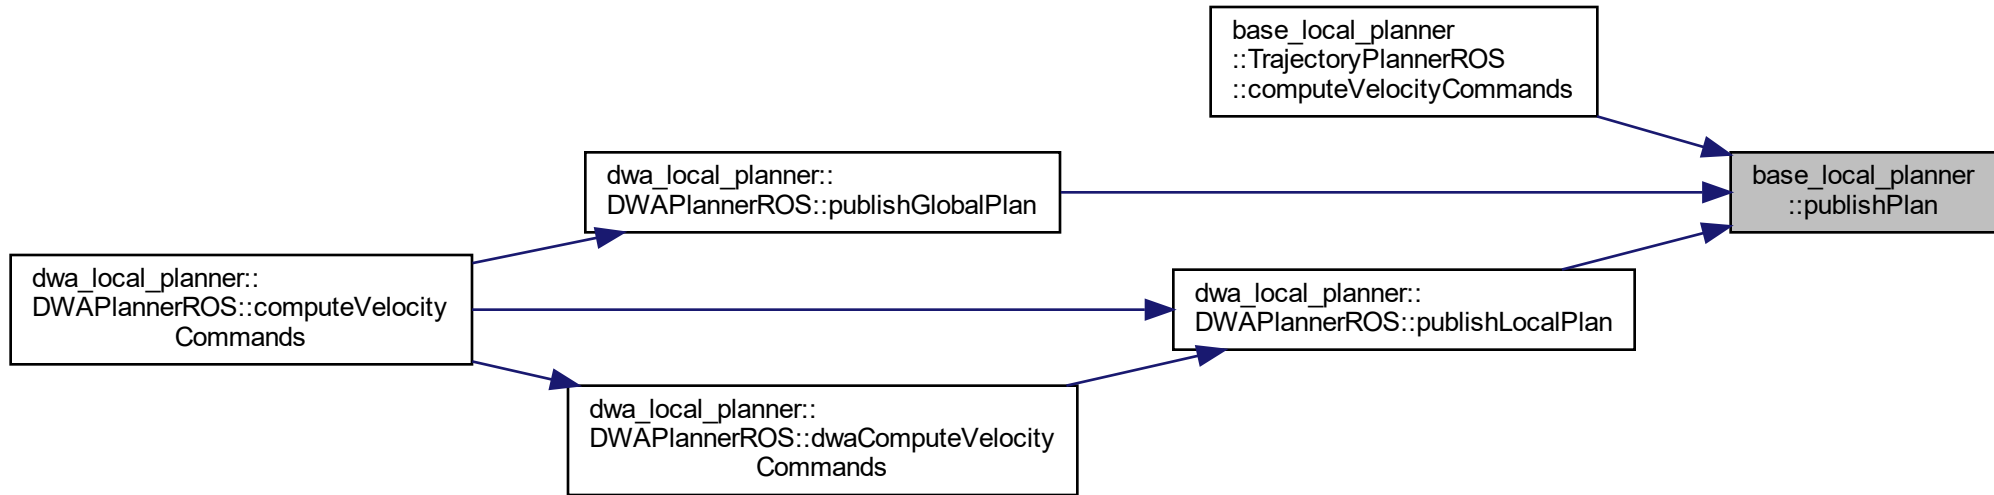 base_local_planner
::TrajectoryPlannerROS
::computeVelocityCommands
base_local_planner
::publishPlan
dwa_local_planner::
DWAPlannerROS::publishGlobalPlan
dwa_local_planner::
DWAPlannerROS::computeVelocity
Commands
dwa_local_planner::
DWAPlannerROS::publishLocalPlan
dwa_local_planner::
DWAPlannerROS::dwaComputeVelocity
Commands